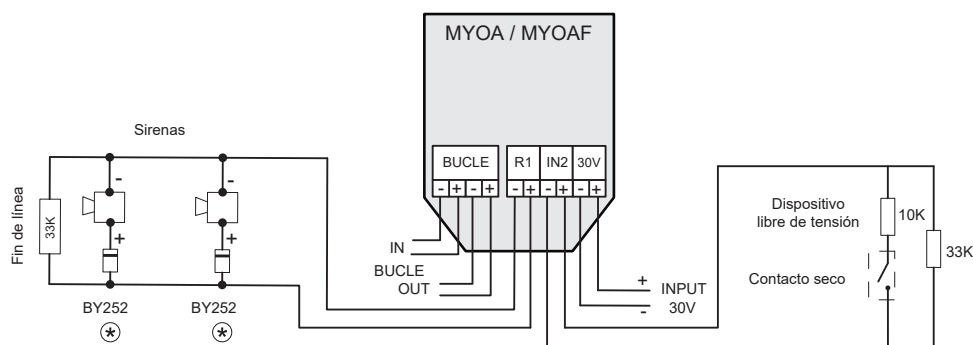 MYOA / MYOAF
Sirenas
BUCLE R1 IN2 30V
- + - + - + - + - +
- -
Fin de línea
33K
+ +
BY252 BY252
* *
IN
BUCLE
OUT
+ INPUT
- 30V
Dispositivo
libre de tensión
10K
33K
Contacto seco